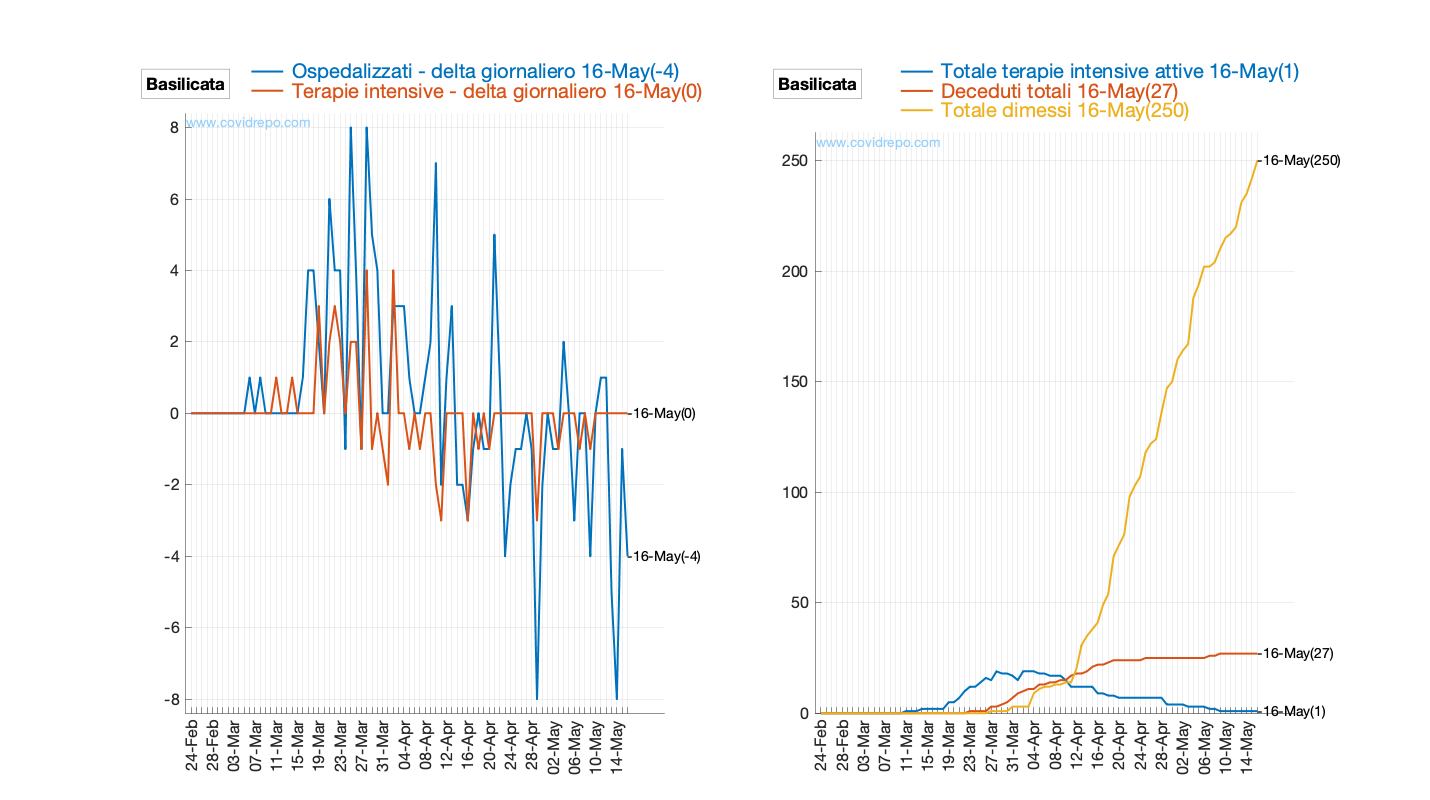 Basilicata
Ospedalizzati - delta giornaliero 16-May(-4)
Terapie intensive - delta giornaliero 16-May(0)
www.covidrepo.com
8
6
4
2
0
-2
-4
-6
-8
16-May(0)
16-May(-4)
24-Feb
28-Feb
03-Mar
07-Mar
11-Mar
15-Mar
19-Mar
23-Mar
27-Mar
31-Mar
04-Apr
08-Apr
12-Apr
16-Apr
20-Apr
24-Apr
28-Apr
02-May
06-May
10-May
14-May
Basilicata
Totale terapie intensive attive 16-May(1)
Deceduti totali 16-May(27)
Totale dimessi 16-May(250)
www.covidrepo.com
250
200
150
100
50
0
16-May(250)
16-May(27)
16-May(1)
24-Feb
28-Feb
03-Mar
07-Mar
11-Mar
15-Mar
19-Mar
23-Mar
27-Mar
31-Mar
04-Apr
08-Apr
12-Apr
16-Apr
20-Apr
24-Apr
28-Apr
02-May
06-May
10-May
14-May